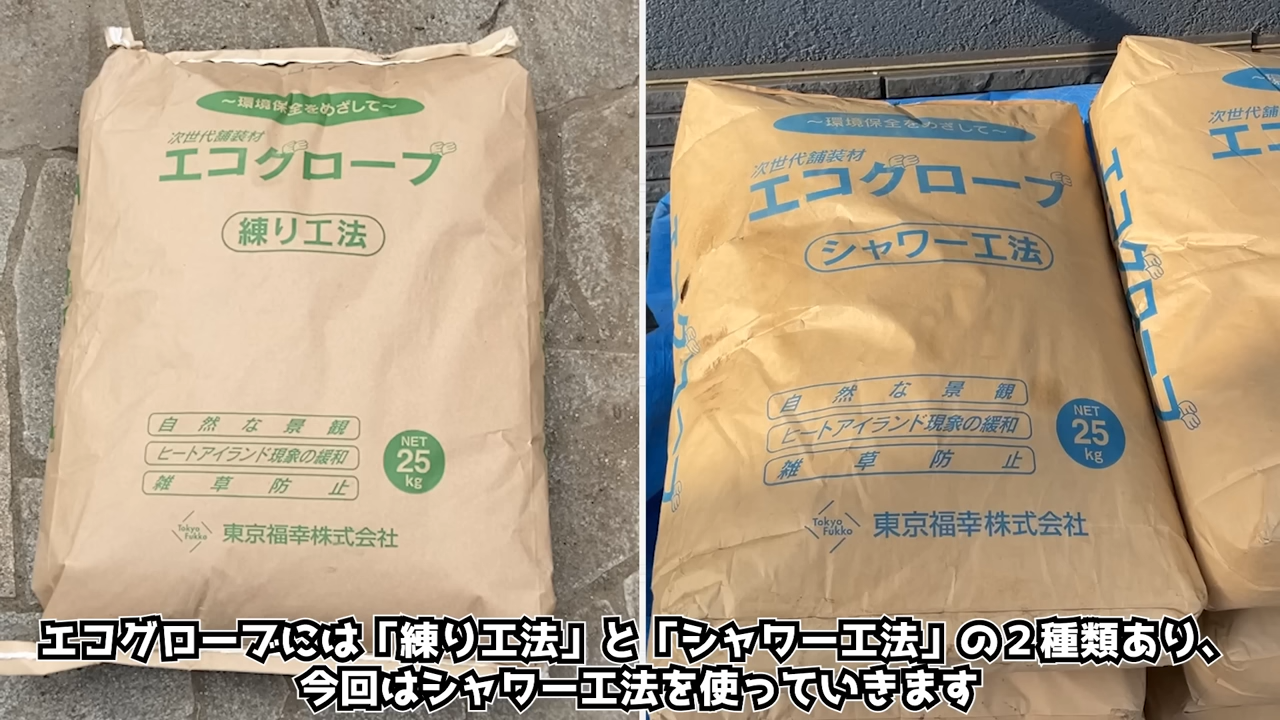 ～環境保全をめざして～
次世代舗装材
エコグローブ
練り工法
自然な景観
ヒートアイランド現象の緩和
雑草防止
NET
25
kg
Tokyo
Fukko
東京福幸株式会社
～環境保全をめざして～
次世代舗装材
エコグローブ
シャワー工法
自然な景観
ヒートアイランド現象の緩和
雑草防止
NET
25
kg
Tokyo
Fukko
東京福幸株式会社
エコグローブ
エコグローブには「練り工法」と「シャワー工法」の２種類あり、
今回はシャワー工法を使っていきます